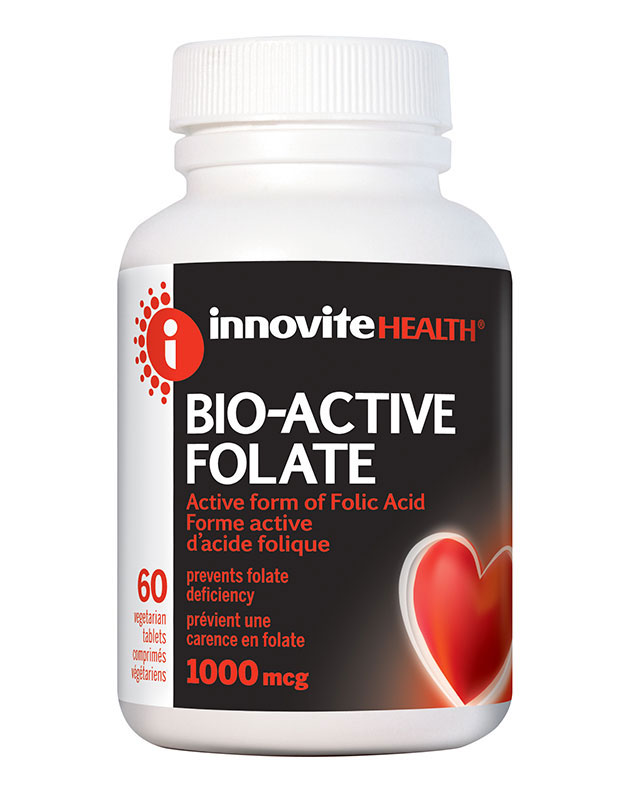 i innoviteHEALTH®
BIO-ACTIVE
FOLATE
Active form of Folic Acid
Forme active
d'acide folique
prevents folate
deficiency
prévient une
carence en folate
1000 mcg
60
vegetarian
tablets
comprimés
végétariens